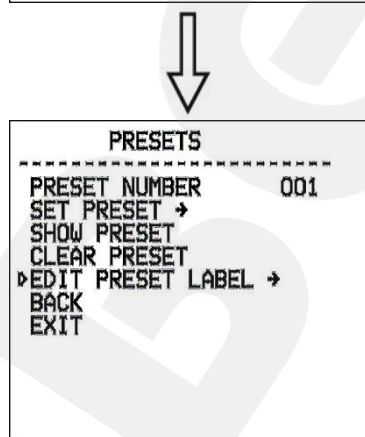 PRESETS
PRESET NUMBER 001
SET PRESET →
SHOW PRESET
CLEAR PRESET
▷EDIT PRESET LABEL →
BACK
EXIT